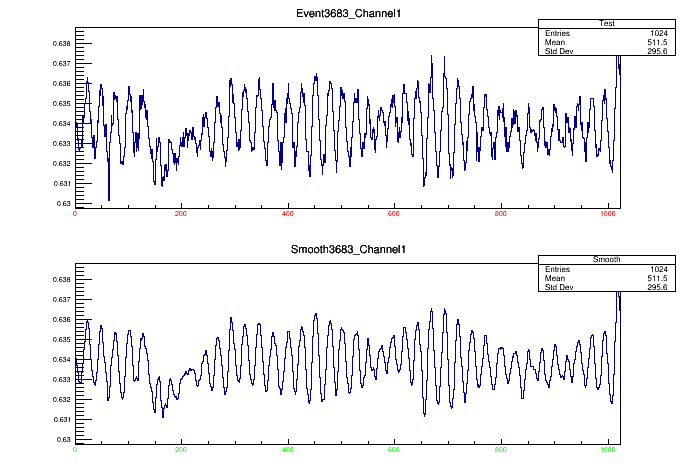 Event3683_Channel1
Test
Entries 1024
Mean 511.5
Std Dev 295.6
0.638
0.637
0.636
0.635
0.634
0.633
0.632
0.631
0.63
0 200 400 600 800 1000
Smooth3683_Channel1
Smooth
Entries 1024
Mean 511.5
Std Dev 295.6
0.638
0.637
0.636
0.635
0.634
0.633
0.632
0.631
0.63
0 200 400 600 800 1000